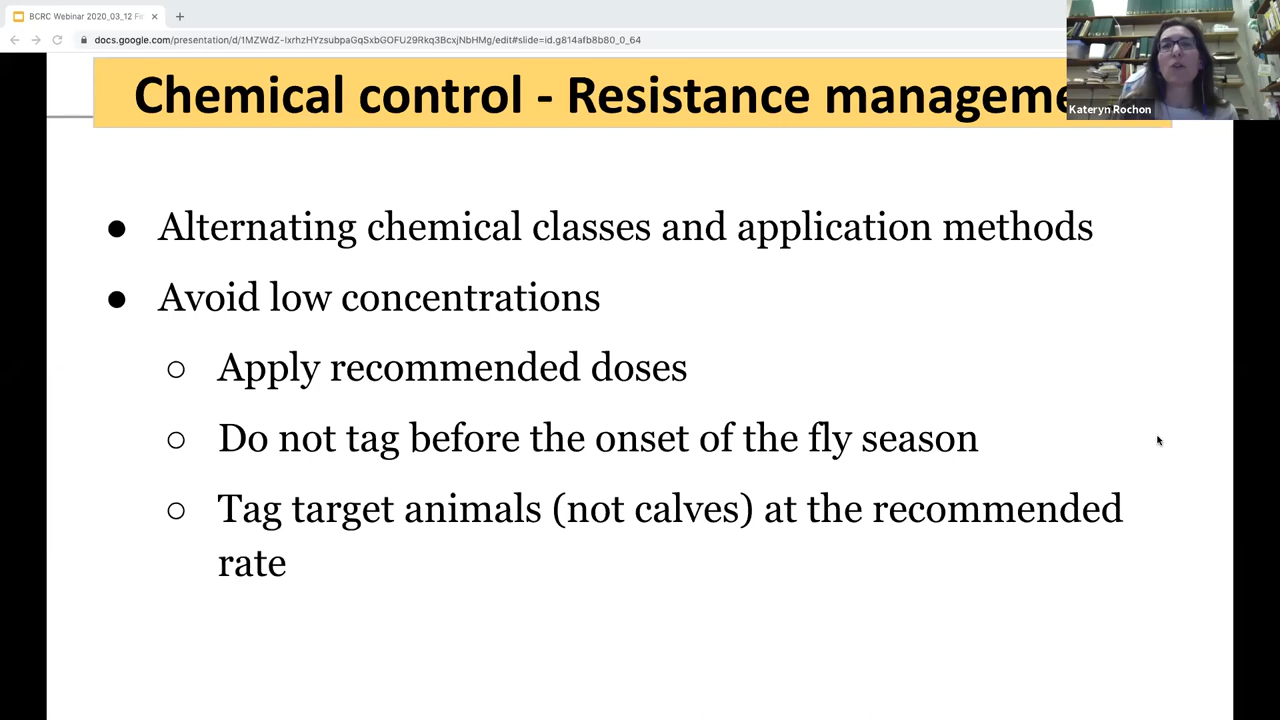 BCRC Webinar 2020_03_12 Fi
docs.google.com/presentation/d/1MZWdZ-lxrhzHYzsubpaGqSxbGOFU29Rkq3BcxjNbHMg/edit#slide=id.g814afb8b80_0_64
Chemical control - Resistance manageme
Kateryn Rochon
● Alternating chemical classes and application methods
● Avoid low concentrations
○ Apply recommended doses
○ Do not tag before the onset of the fly season
○ Tag target animals (not calves) at the recommended
rate